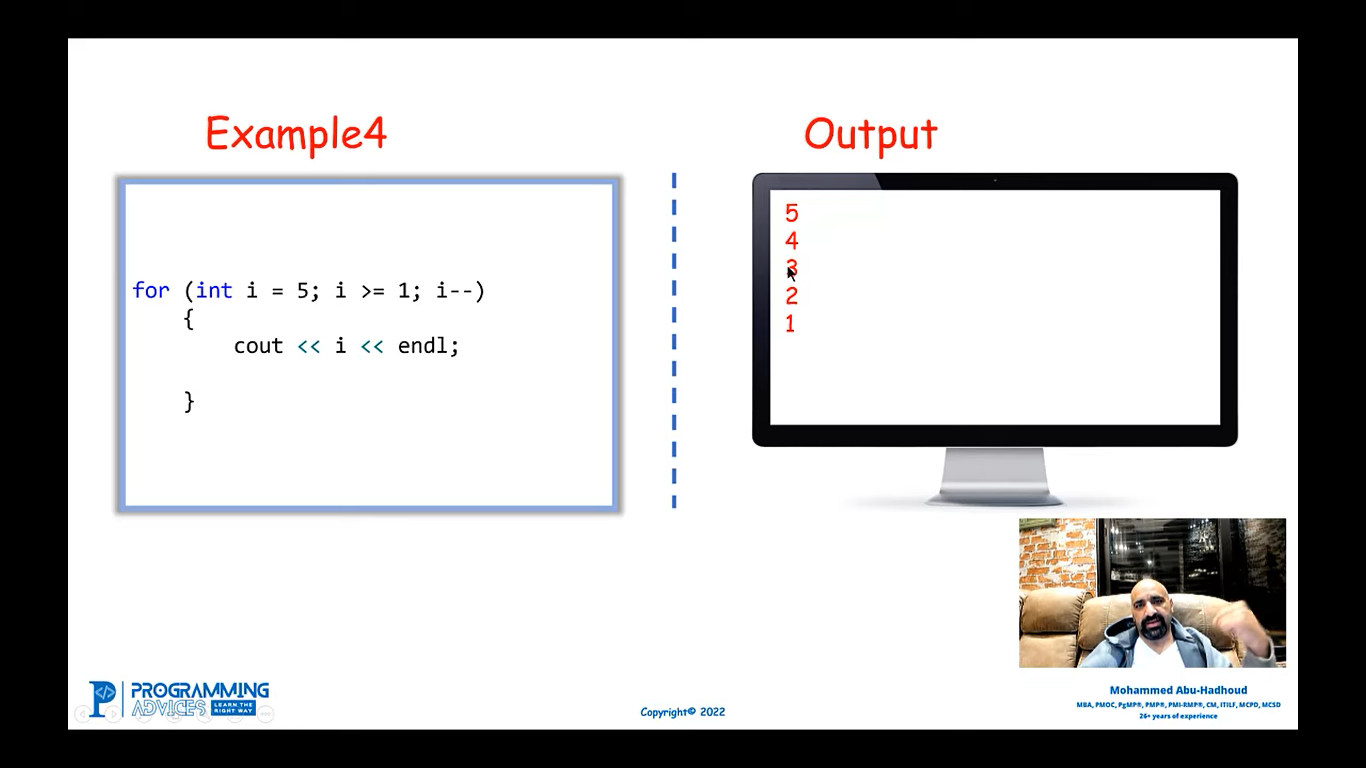 Example4
for (int i = 5; i >= 1; i--)
{
cout << i << endl;
}
Output
5
4
3
2
1
PROGRAMMING
ADVICES
LEARN THE
RIGHT WAY
Copyright© 2022
Mohammed Abu-Hadhoud
MBA, PMOC, PgMP®, PMP®, PMI-RMP®, CM, ITILF, MCPD, MCSD
26+ years of experience